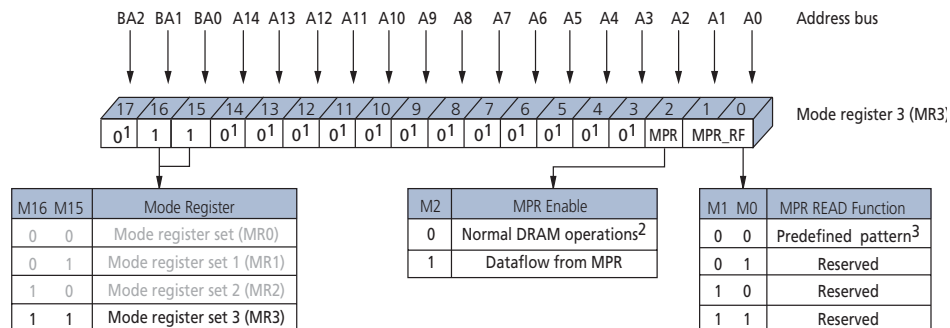 BA2 BA1 BA0 A14 A13 A12 A11 A10 A9 A8 A7 A6 A5 A4 A3 A2 A1 A0 Address bus
17 16 15 14 13 12 11 10 9 8 7 6 5 4 3 2 1 0 Mode register 3 (MR3)
0¹ 1 1 0¹ 0¹ 0¹ 0¹ 0¹ 0¹ 0¹ 0¹ 0¹ 0¹ 0¹ 0¹ MPR MPR_RF
M16 M15 Mode Register
0 0 Mode register set (MR0)
0 1 Mode register set 1 (MR1)
1 0 Mode register set 2 (MR2)
1 1 Mode register set 3 (MR3)
M2 MPR Enable
0 Normal DRAM operations²
1 Dataflow from MPR
M1 M0 MPR READ Function
0 0 Predefined pattern³
0 1 Reserved
1 0 Reserved
1 1 Reserved